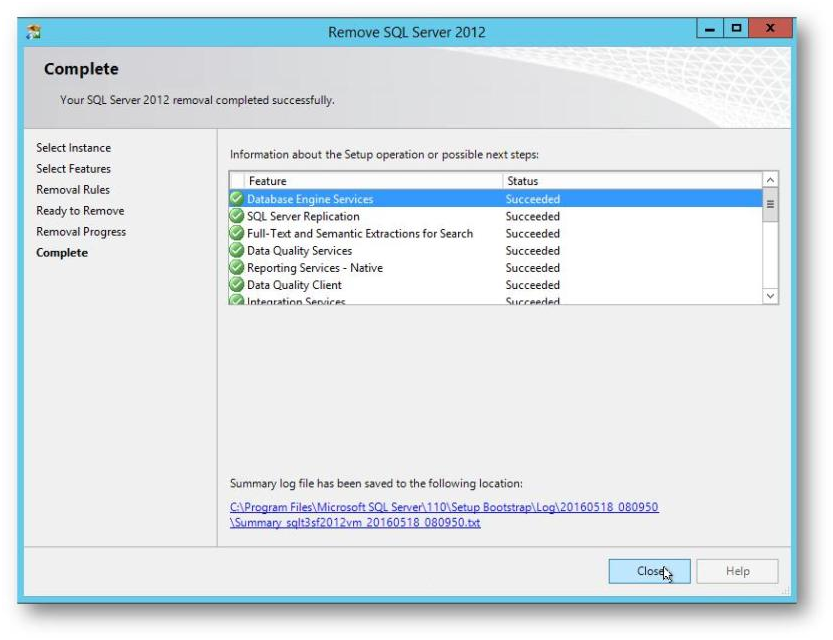 Remove SQL Server 2012
Complete
Your SQL Server 2012 removal completed successfully.
Select Instance
Select Features
Removal Rules
Ready to Remove
Removal Progress
Complete
Information about the Setup operation or possible next steps:
Feature Status
Database Engine Services Succeeded
SQL Server Replication Succeeded
Full-Text and Semantic Extractions for Search Succeeded
Data Quality Services Succeeded
Reporting Services - Native Succeeded
Data Quality Client Succeeded
Integration Services Succeeded
Summary log file has been saved to the following location:
C:\Program Files\Microsoft SQL Server\110\Setup Bootstrap\Log\20160518_080950
\Summary_sqlt3sf2012vm_20160518_080950.txt
Close Help